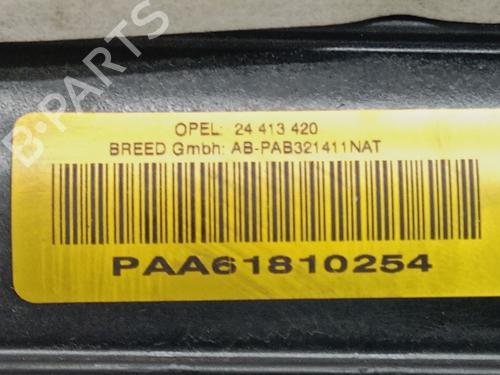 B-PARTS
OPEL: 24 413 420
BREED Gmbh: AB-PAB321411NAT
PAA61810254